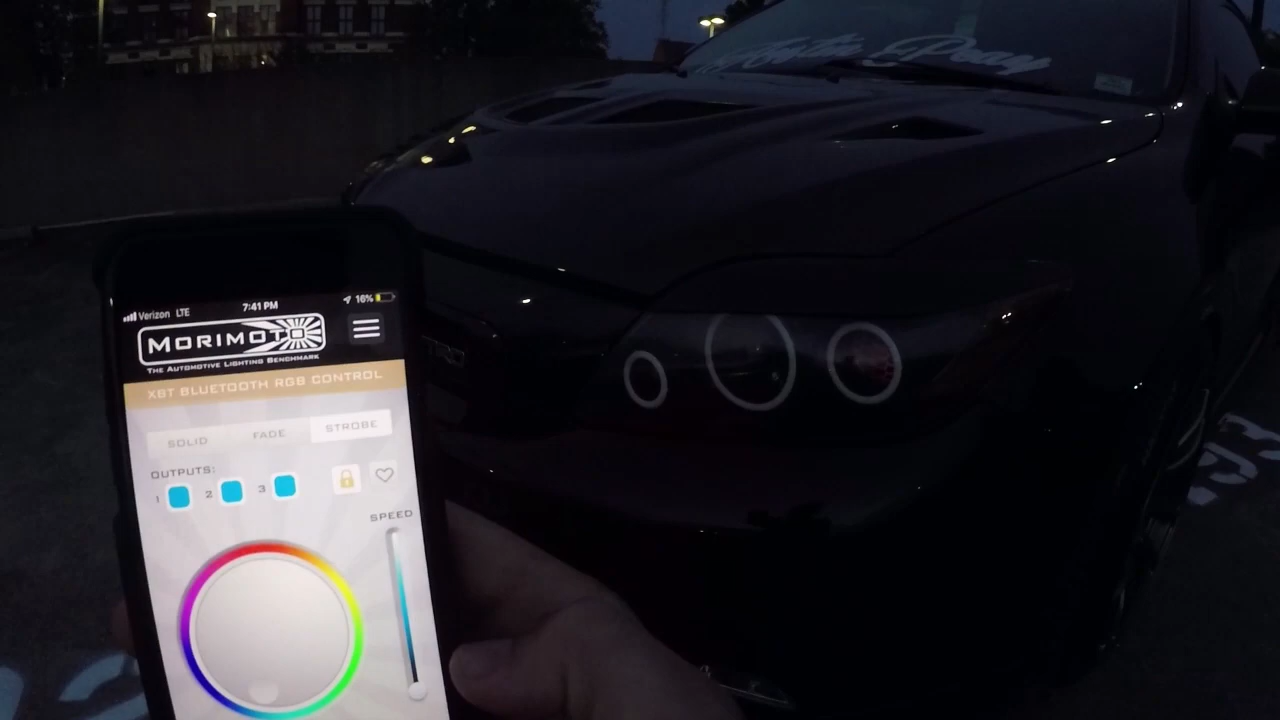 Verizon LTE 7:41 PM 16%
MORIMOTO
THE AUTOMOTIVE LIGHTING BENCHMARK
XBT BLUETOOTH RGB CONTROL
SOLID FADE STROBE
OUTPUTS:
1 2 3
SPEED